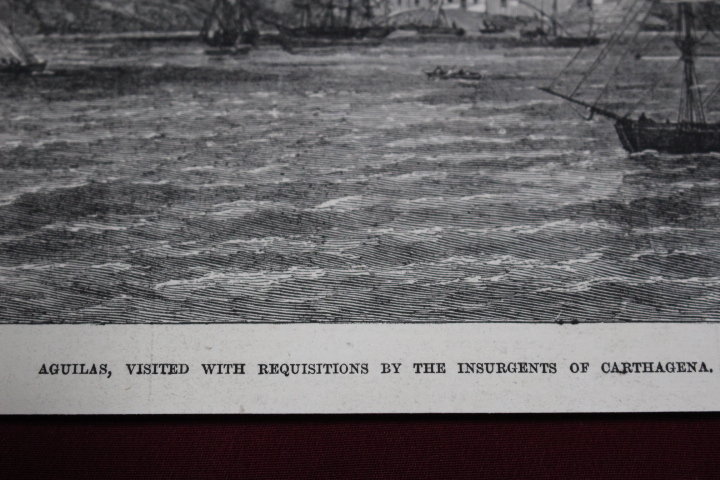 AGUILAS, VISITED WITH REQUISITIONS BY THE INSURGENTS OF CARTHAGENA.